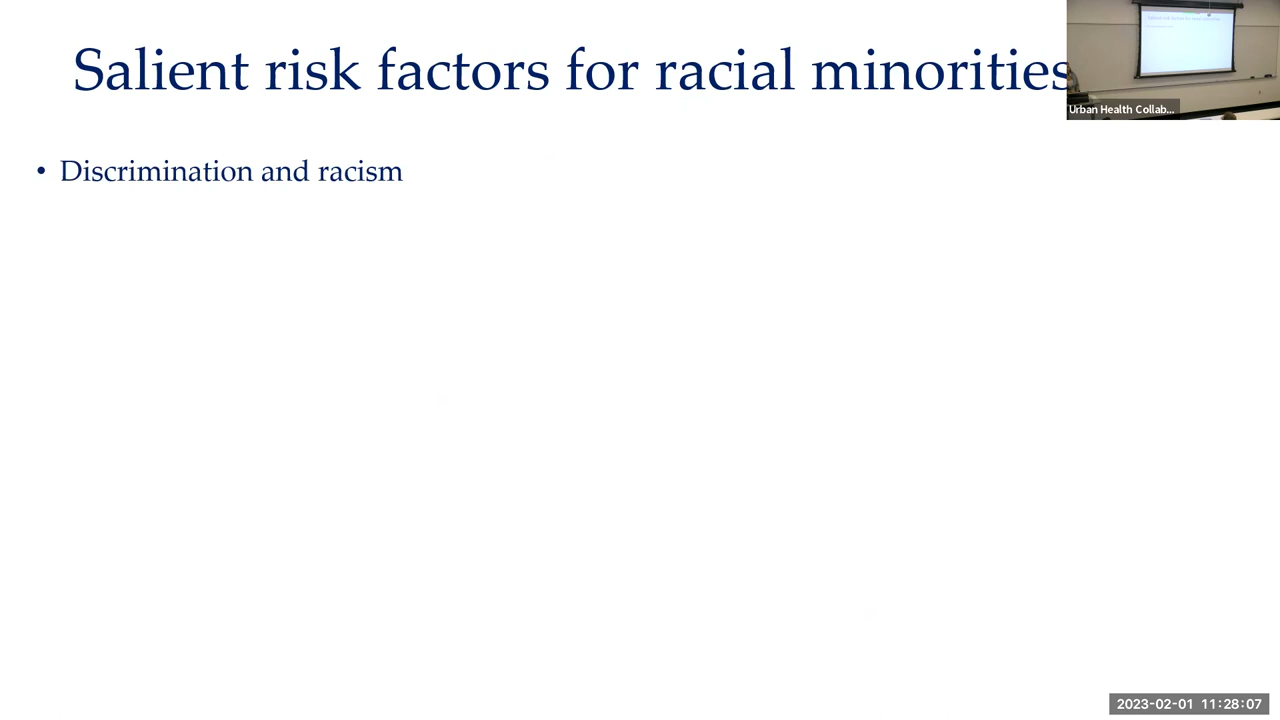 Salient risk factors for racial minorities
Urban Health Collab...
• Discrimination and racism
2023-02-01 11:28:07